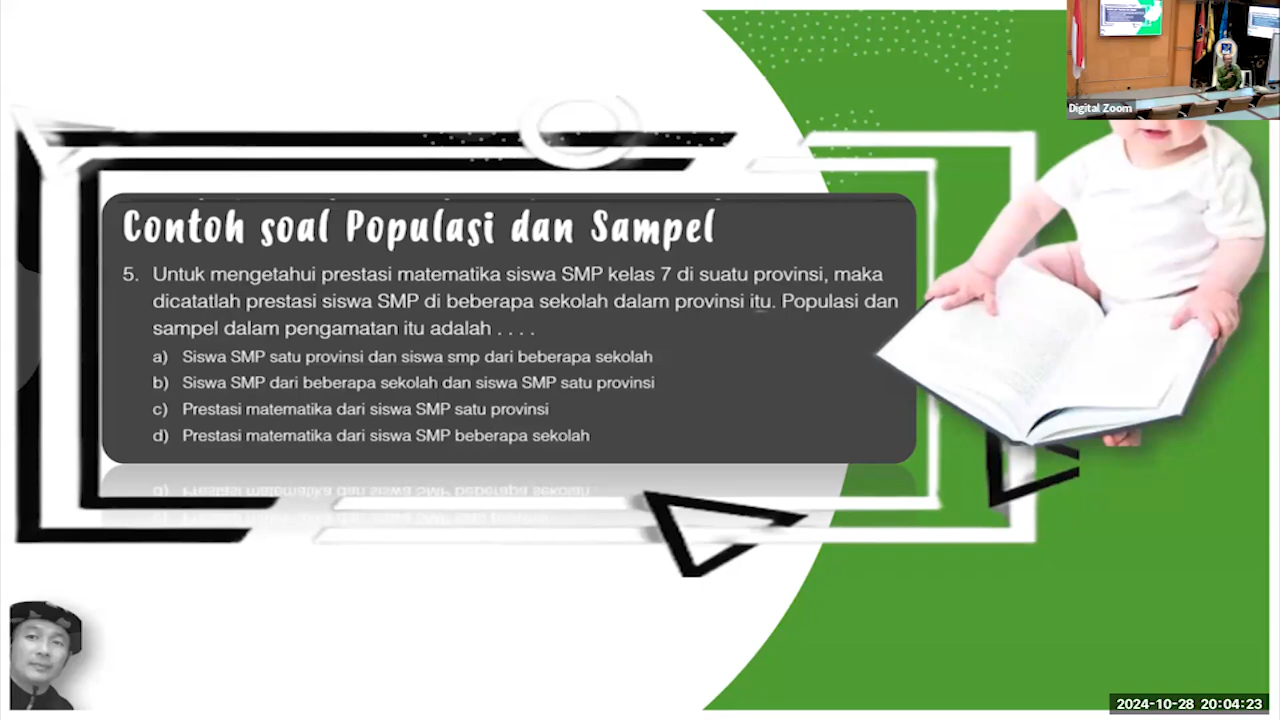 Digital Zoom
Contoh soal Populasi dan Sampel
5. Untuk mengetahui prestasi matematika siswa SMP kelas 7 di suatu provinsi, maka
dicatatlah prestasi siswa SMP di beberapa sekolah dalam provinsi itu. Populasi dan
sampel dalam pengamatan itu adalah . . . .
a) Siswa SMP satu provinsi dan siswa smp dari beberapa sekolah
b) Siswa SMP dari beberapa sekolah dan siswa SMP satu provinsi
c) Prestasi matematika dari siswa SMP satu provinsi
d) Prestasi matematika dari siswa SMP beberapa sekolah
2024-10-28 20:04:23